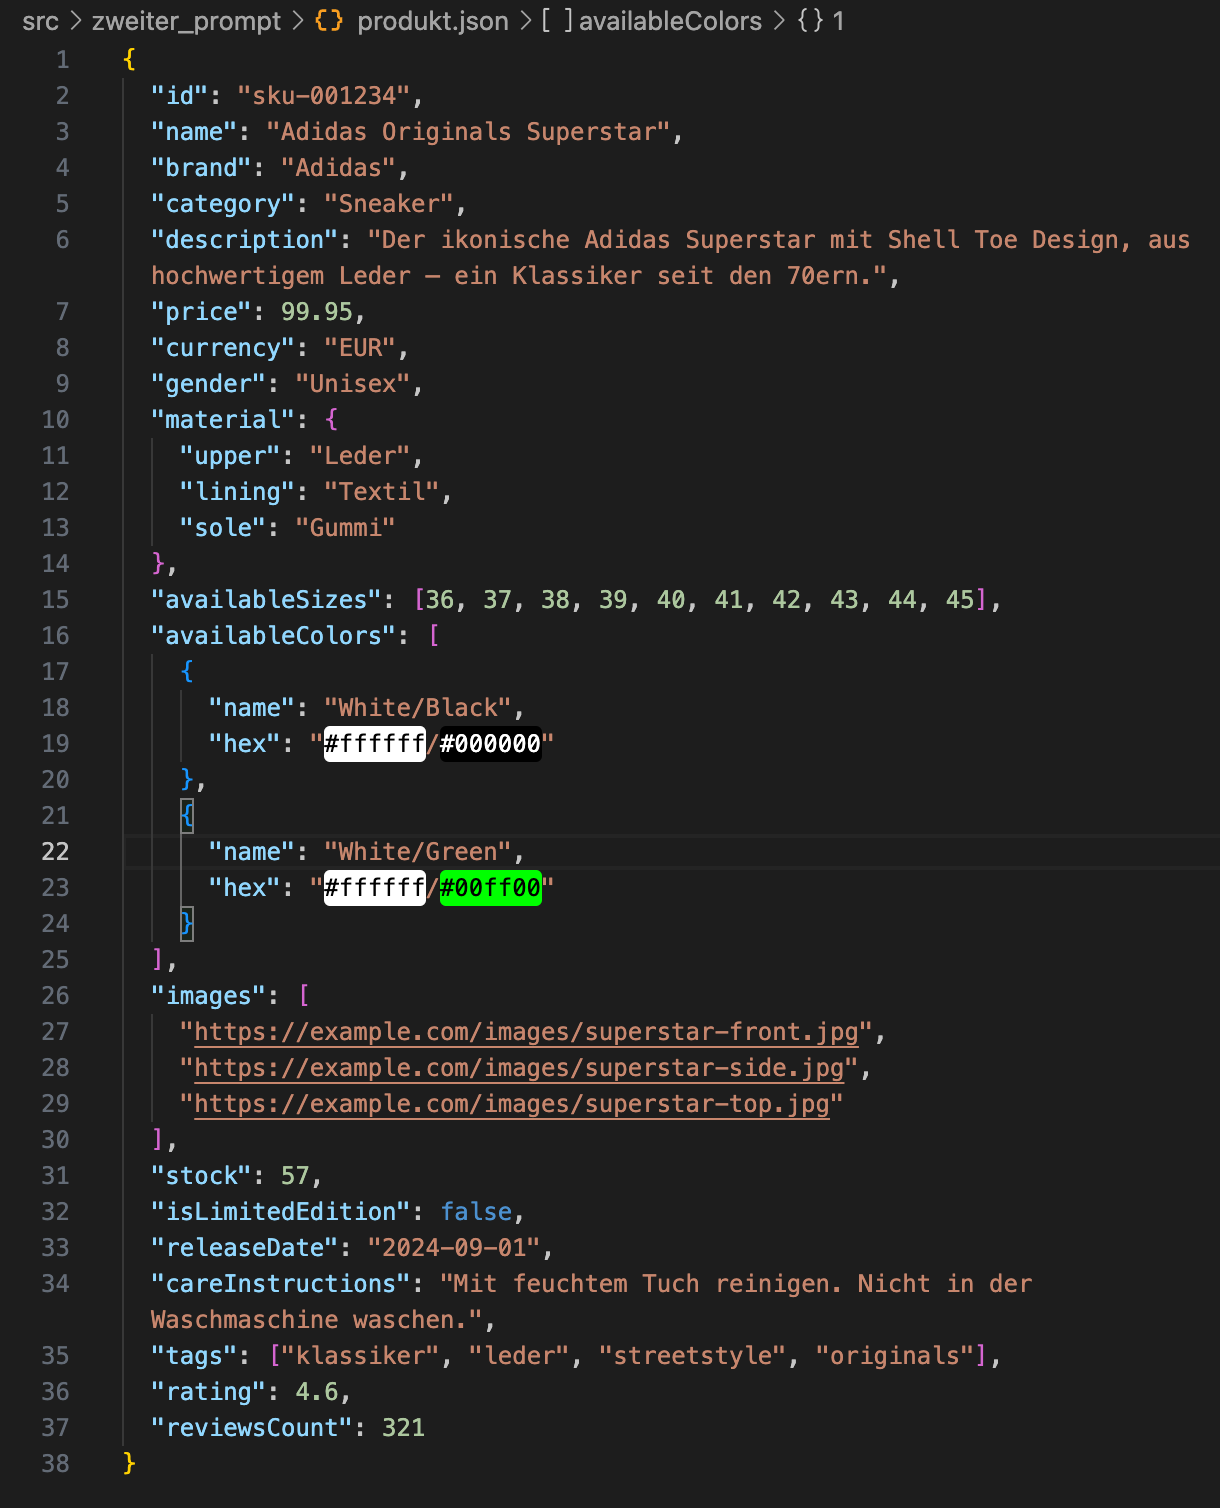 src > zweiter_prompt > {} produkt.json > [ ] availableColors > {} 1
1 {
2 "id": "sku-001234",
3 "name": "Adidas Originals Superstar",
4 "brand": "Adidas",
5 "category": "Sneaker",
6 "description": "Der ikonische Adidas Superstar mit Shell Toe Design, aus
hochwertigem Leder – ein Klassiker seit den 70ern.",
7 "price": 99.95,
8 "currency": "EUR",
9 "gender": "Unisex",
10 "material": {
11 "upper": "Leder",
12 "lining": "Textil",
13 "sole": "Gummi"
14 },
15 "availableSizes": [36, 37, 38, 39, 40, 41, 42, 43, 44, 45],
16 "availableColors": [
17 {
18 "name": "White/Black",
19 "hex": "#ffffff/#000000"
20 },
21 {
22 "name": "White/Green",
23 "hex": "#ffffff/#00ff00"
24 }
25 ],
26 "images": [
27 "https://example.com/images/superstar-front.jpg",
28 "https://example.com/images/superstar-side.jpg",
29 "https://example.com/images/superstar-top.jpg"
30 ],
31 "stock": 57,
32 "isLimitedEdition": false,
33 "releaseDate": "2024-09-01",
34 "careInstructions": "Mit feuchtem Tuch reinigen. Nicht in der
Waschmaschine waschen.",
35 "tags": ["klassiker", "leder", "streetstyle", "originals"],
36 "rating": 4.6,
37 "reviewsCount": 321
38 }